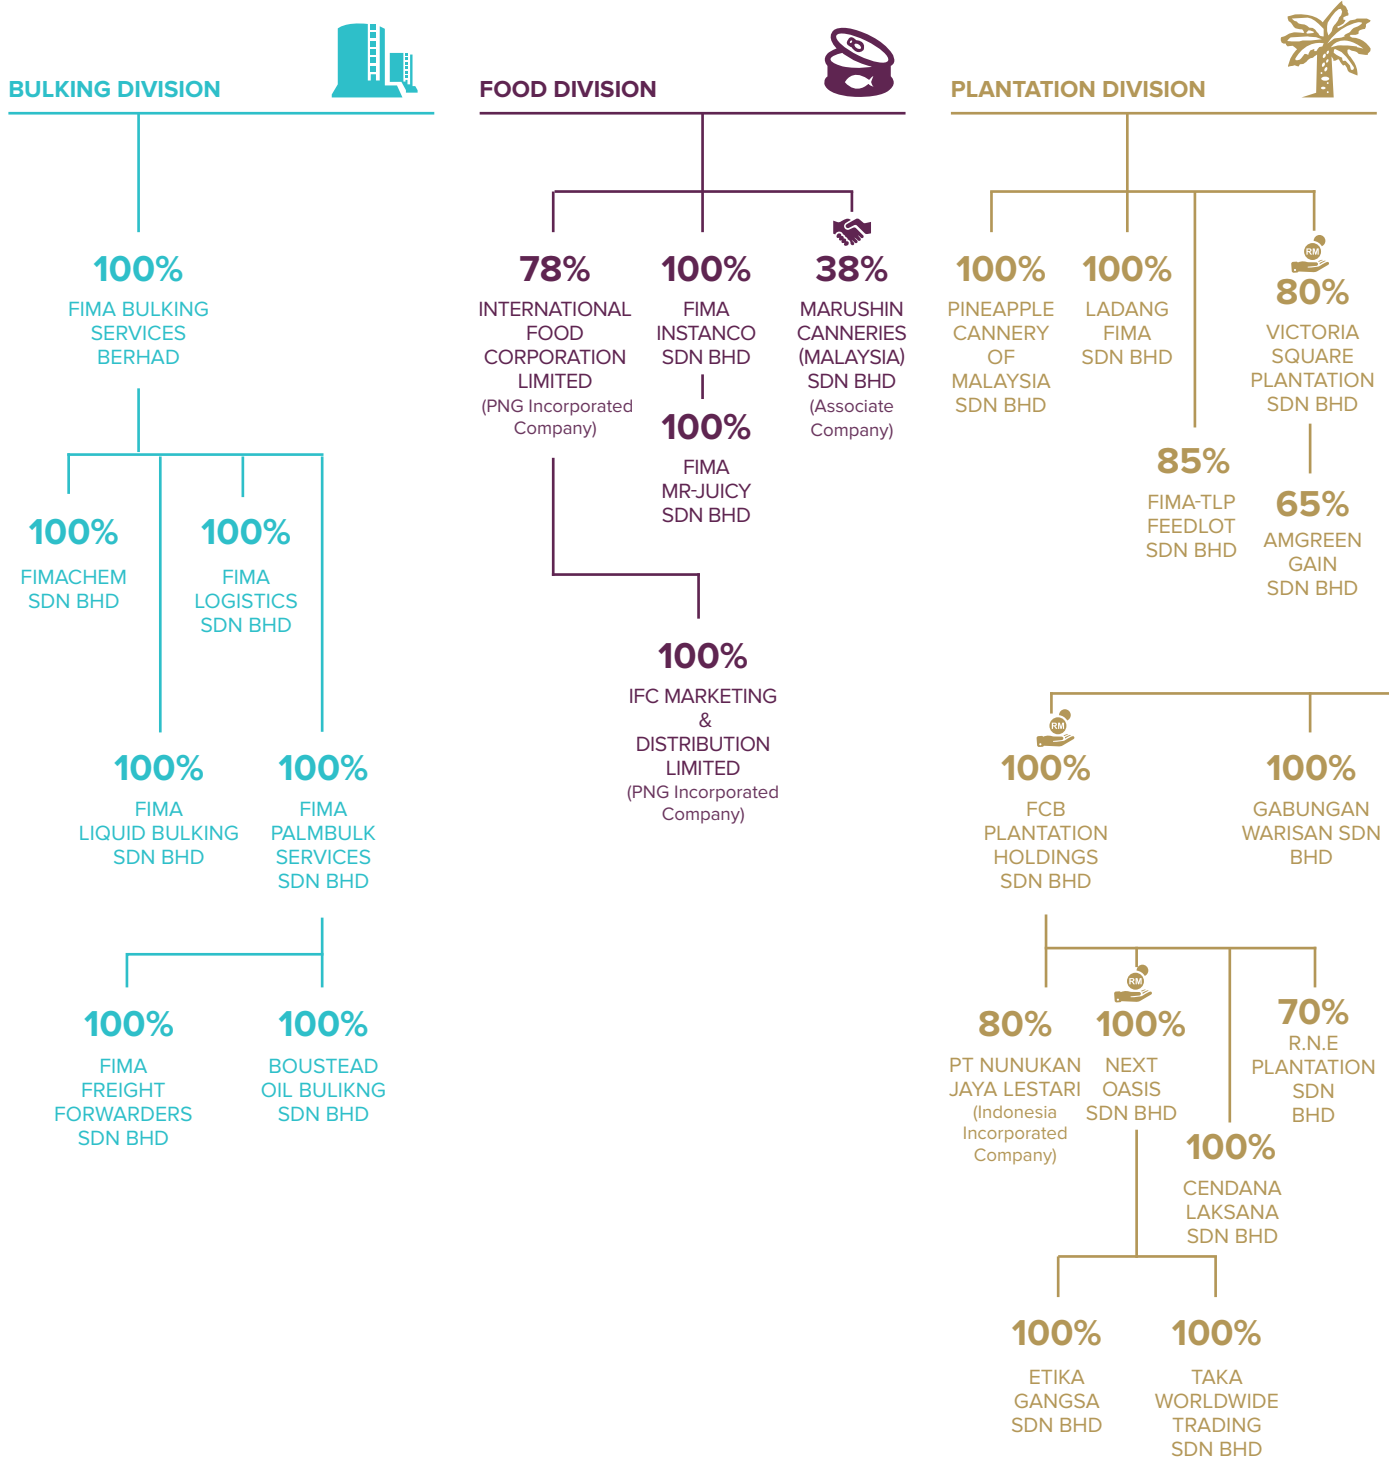 BULKING DIVISION
100%
FIMA BULKING
SERVICES
BERHAD
100%
FIMACHEM
SDN BHD
100%
FIMA
LOGISTICS
SDN BHD
100%
FIMA
LIQUID BULKING
SDN BHD
100%
FIMA
PALMBULK
SERVICES
SDN BHD
100%
FIMA
FREIGHT
FORWARDERS
SDN BHD
100%
BOUSTEAD
OIL BULIKNG
SDN BHD
FOOD DIVISION
78%
INTERNATIONAL
FOOD
CORPORATION
LIMITED
(PNG Incorporated
Company)
100%
FIMA
INSTANCO
SDN BHD
100%
FIMA
MR-JUICY
SDN BHD
38%
MARUSHIN
CANNERIES
(MALAYSIA)
SDN BHD
(Associate
Company)
100%
IFC MARKETING
&
DISTRIBUTION
LIMITED
(PNG Incorporated
Company)
PLANTATION DIVISION
100%
PINEAPPLE
CANNERY
OF
MALAYSIA
SDN BHD
100%
LADANG
FIMA
SDN BHD
85%
FIMA-TLP
FEEDLOT
SDN BHD
RM
80%
VICTORIA
SQUARE
PLANTATION
SDN BHD
65%
AMGREEN
GAIN
SDN BHD
RM
100%
FCB
PLANTATION
HOLDINGS
SDN BHD
100%
GABUNGAN
WARISAN SDN
BHD
80%
PT NUNUKAN
JAYA LESTARI
(Indonesia
Incorporated
Company)
RM
100%
NEXT
OASIS
SDN BHD
100%
CENDANA
LAKSANA
SDN BHD
70%
R.N.E
PLANTATION
SDN
BHD
100%
ETIKA
GANGSA
SDN BHD
100%
TAKA
WORLDWIDE
TRADING
SDN BHD